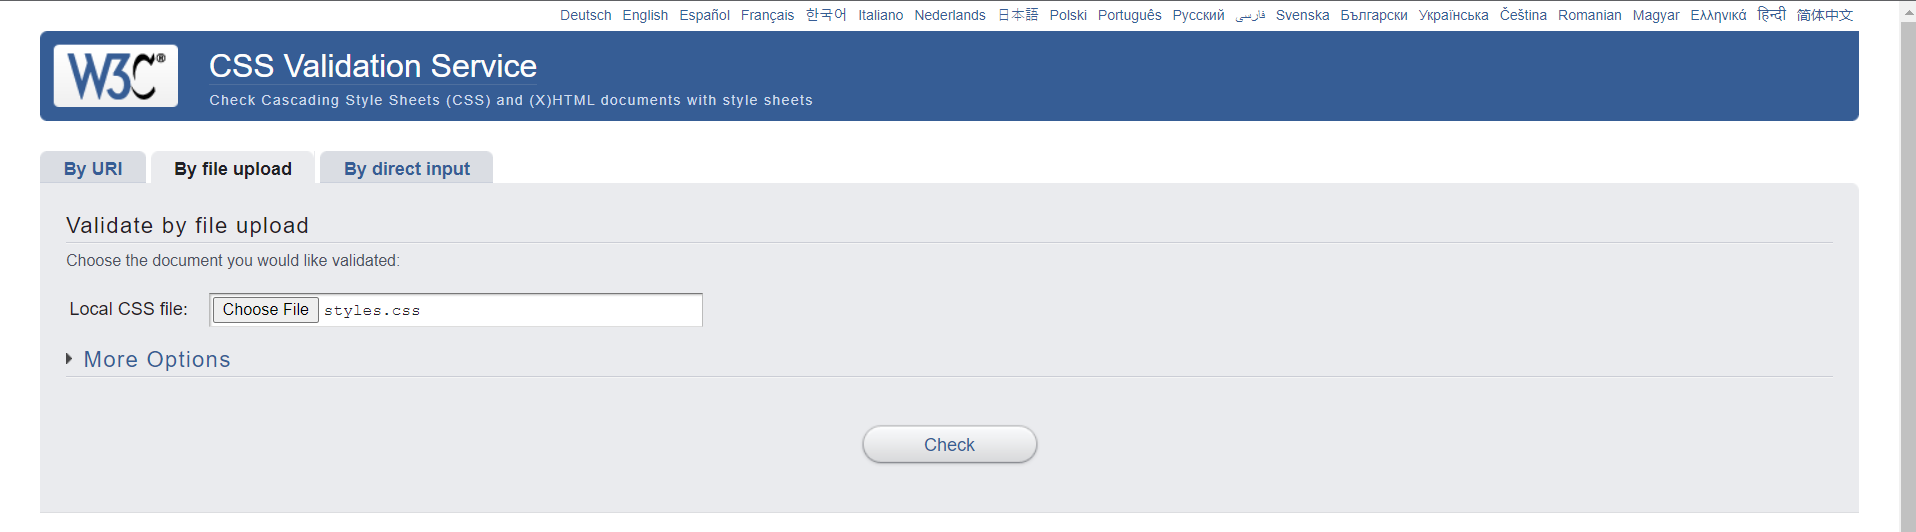 Deutsch English Español Français 한국어 Italiano Nederlands 日本語 Polski Português Русский فارسی Svenska Български Українська Čeština Romanian Magyar Ελληνικά हिन्दी 简体中文
W3C®
CSS Validation Service
Check Cascading Style Sheets (CSS) and (X)HTML documents with style sheets
By URI By file upload By direct input
Validate by file upload
Choose the document you would like validated:
Local CSS file: Choose File styles.css
More Options
Check